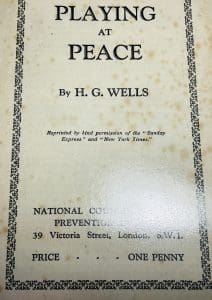 PLAYING
AT
PEACE
By H. G. WELLS
Reprinted by kind permission of the "Sunday
Express" and "New York Times."
NATIONAL
PREVENTION
39 Victoria Street, London, S.W.1.
PRICE - - - ONE PENNY